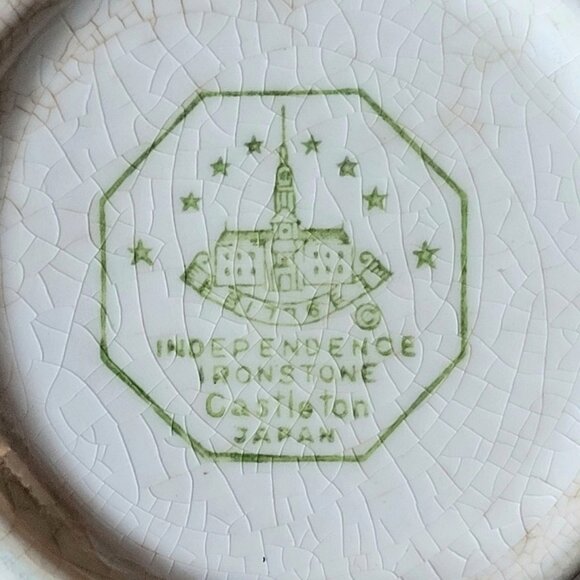 1776
©
INDEPENDENCE
IRONSTONE
Castleton
JAPAN